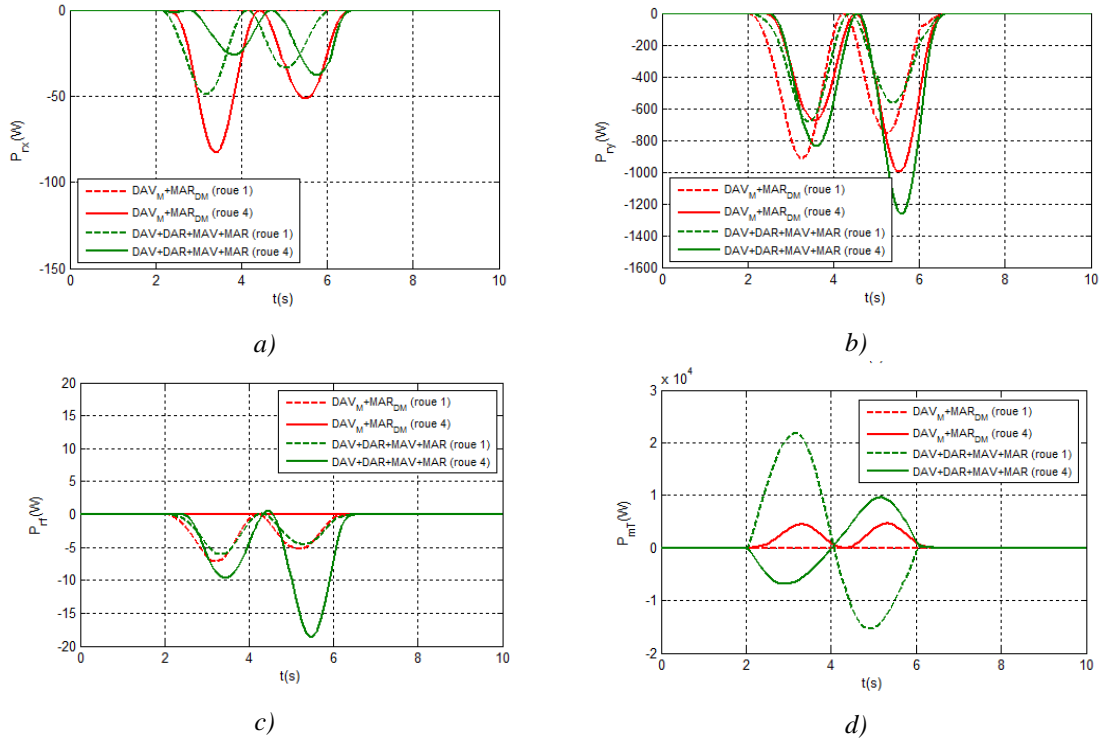 0
-50
-100
-150
P_rx(W)
DAV_M+MAR_DM (roue 1)
DAV_M+MAR_DM (roue 4)
DAV+DAR+MAV+MAR (roue 1)
DAV+DAR+MAV+MAR (roue 4)
0 2 4 6 8 10
t(s)
a)
0
-200
-400
-600
-800
-1000
-1200
-1400
-1600
P_ry(W)
DAV_M+MAR_DM (roue 1)
DAV_M+MAR_DM (roue 4)
DAV+DAR+MAV+MAR (roue 1)
DAV+DAR+MAV+MAR (roue 4)
0 2 4 6 8 10
t(s)
b)
20
15
10
5
0
-5
-10
-15
-20
P_rf(W)
DAV_M+MAR_DM (roue 1)
DAV_M+MAR_DM (roue 4)
DAV+DAR+MAV+MAR (roue 1)
DAV+DAR+MAV+MAR (roue 4)
0 2 4 6 8 10
t(s)
c)
x 10^4
3
2
1
0
-1
-2
P_mT(W)
DAV_M+MAR_DM (roue 1)
DAV_M+MAR_DM (roue 4)
DAV+DAR+MAV+MAR (roue 1)
DAV+DAR+MAV+MAR (roue 4)
0 2 4 6 8 10
t(s)
d)